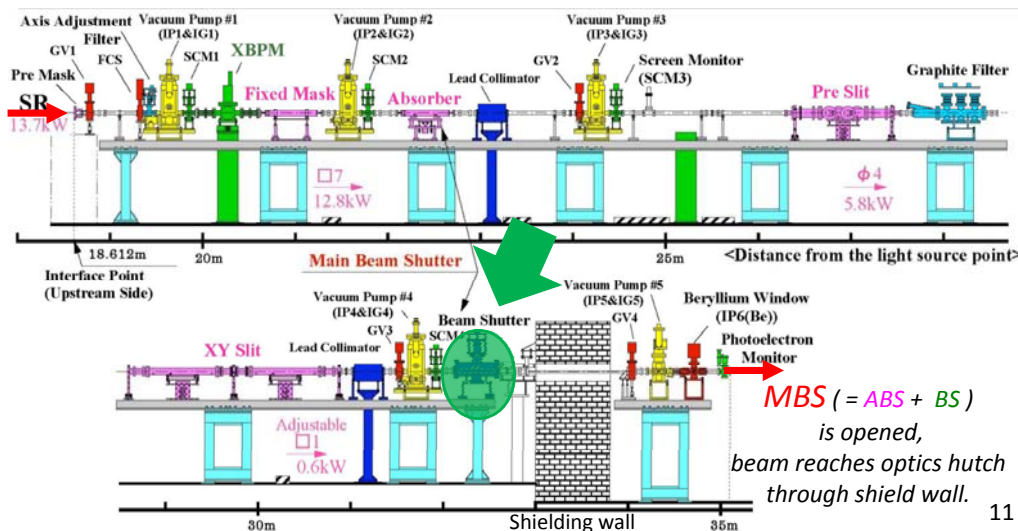 Axis Adjustment
Filter
Vacuum Pump #1
(IP1&IG1)
Vacuum Pump #2
(IP2&IG2)
Vacuum Pump #3
(IP3&IG3)
GV1
FCS
SCM1
XBPM
SCM2
GV2
Screen Monitor
(SCM3)
Graphite Filter
Pre Mask
Lead Collimator
SR
Fixed Mask
Absorber
Pre Slit
13.7kW
□7
12.8kW
ϕ4
5.8kW
18.612m
20m
25m
<Distance from the light source point>
Interface Point
(Upstream Side)
Main Beam Shutter
Vacuum Pump #4
(IP4&IG4)
GV3
SCM4
Beam Shutter
Vacuum Pump #5
(IP5&IG5)
GV4
Beryllium Window
(IP6(Be))
Photoelectron
Monitor
XY Slit
Lead Collimator
Adjustable
□1
0.6kW
MBS ( = ABS + BS )
is opened,
beam reaches optics hutch
through shield wall.
30m
Shielding wall
35m
11